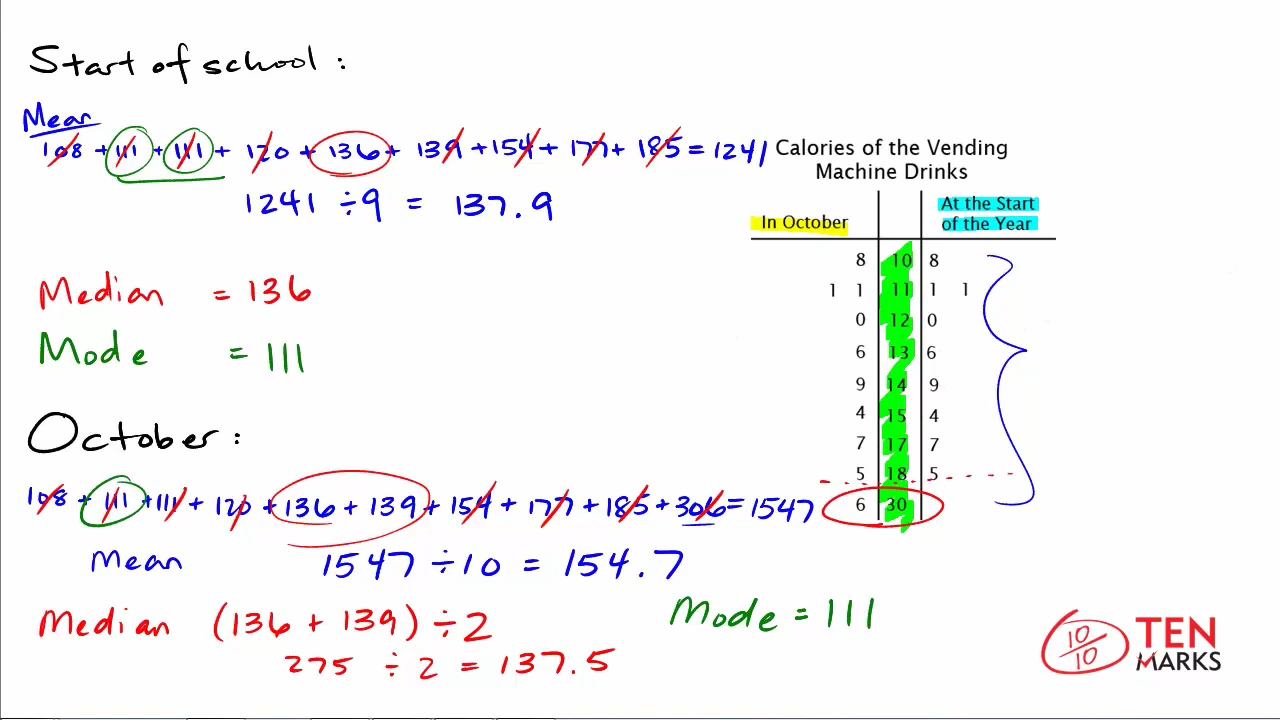 Start of school :
Mean
108 + 111 + 111 + 120 + 136 + 139 + 154 + 177 + 185 = 1241
1241 ÷ 9 = 137.9
Median = 136
Mode = 111
Calories of the Vending
Machine Drinks
In October
At the Start
of the Year
8 10 8
1 1 11 1 1
0 12 0
6 13 6
9 14 9
4 15 4
7 17 7
5 18 5
6 30
October :
108 + 111 + 111 + 120 + 136 + 139 + 154 + 177 + 185 + 306 = 1547
Mean 1547 ÷ 10 = 154.7
Median (136 + 139) ÷ 2
275 ÷ 2 = 137.5
Mode = 111
10/10
TEN
MARKS